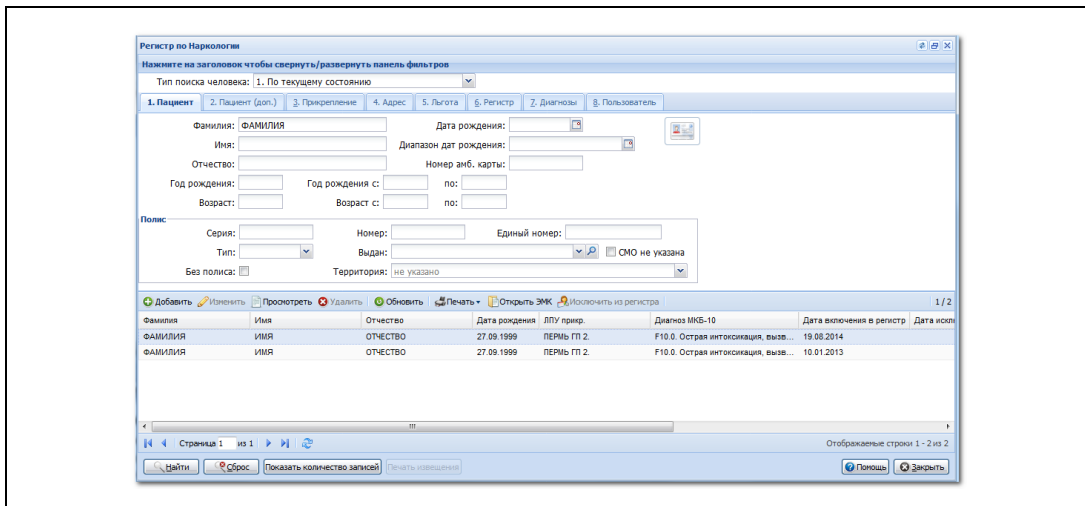 Регистр по Наркологии
Нажмите на заголовок чтобы свернуть/развернуть панель фильтров
Тип поиска человека: 1. По текущему состоянию
1. Пациент 2. Пациент (доп.) 3. Прикрепление 4. Адрес 5. Льгота 6. Регистр 7. Диагнозы 8. Пользователь
Фамилия: ФАМИЛИЯ Дата рождения:
Имя: Диапазон дат рождения:
Отчество: Номер амб. карты:
Год рождения: Год рождения с: по:
Возраст: Возраст с: по:
Полис
Серия: Номер: Единый номер:
Тип: Выдан: СМО не указана
Без полиса: Территория: не указано
Добавить Изменить Просмотреть Удалить Обновить Печать Открыть ЭМК Исключить из регистра 1 / 2
Фамилия Имя Отчество Дата рождения ЛПУ прикр. Диагноз МКБ-10 Дата включения в регистр Дата искл
ФАМИЛИЯ ИМЯ ОТЧЕСТВО 27.09.1999 ПЕРМЬ ГП 2. F10.0. Острая интоксикация, вызв... 19.08.2014
ФАМИЛИЯ ИМЯ ОТЧЕСТВО 27.09.1999 ПЕРМЬ ГП 2. F10.0. Острая интоксикация, вызв... 10.01.2013
Страница 1 из 1 Отображаемые строки 1 - 2 из 2
Найти Сброс Показать количество записей Печать извещения Помощь Закрыть